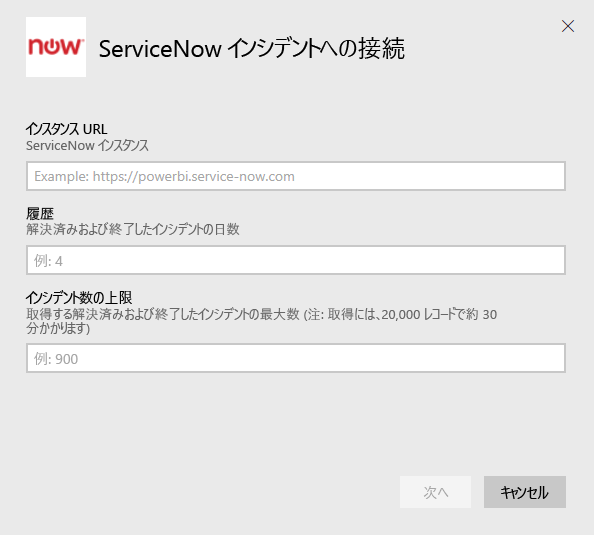 now
ServiceNow インシデントへの接続
インスタンス URL
ServiceNow インスタンス
Example: https://powerbi.service-now.com
履歴
解決済みおよび終了したインシデントの日数
例: 4
インシデント数の上限
取得する解決済みおよび終了したインシデントの最大数 (注: 取得には、20,000 レコードで約 30
分かかります)
例: 900
次へ
キャンセル